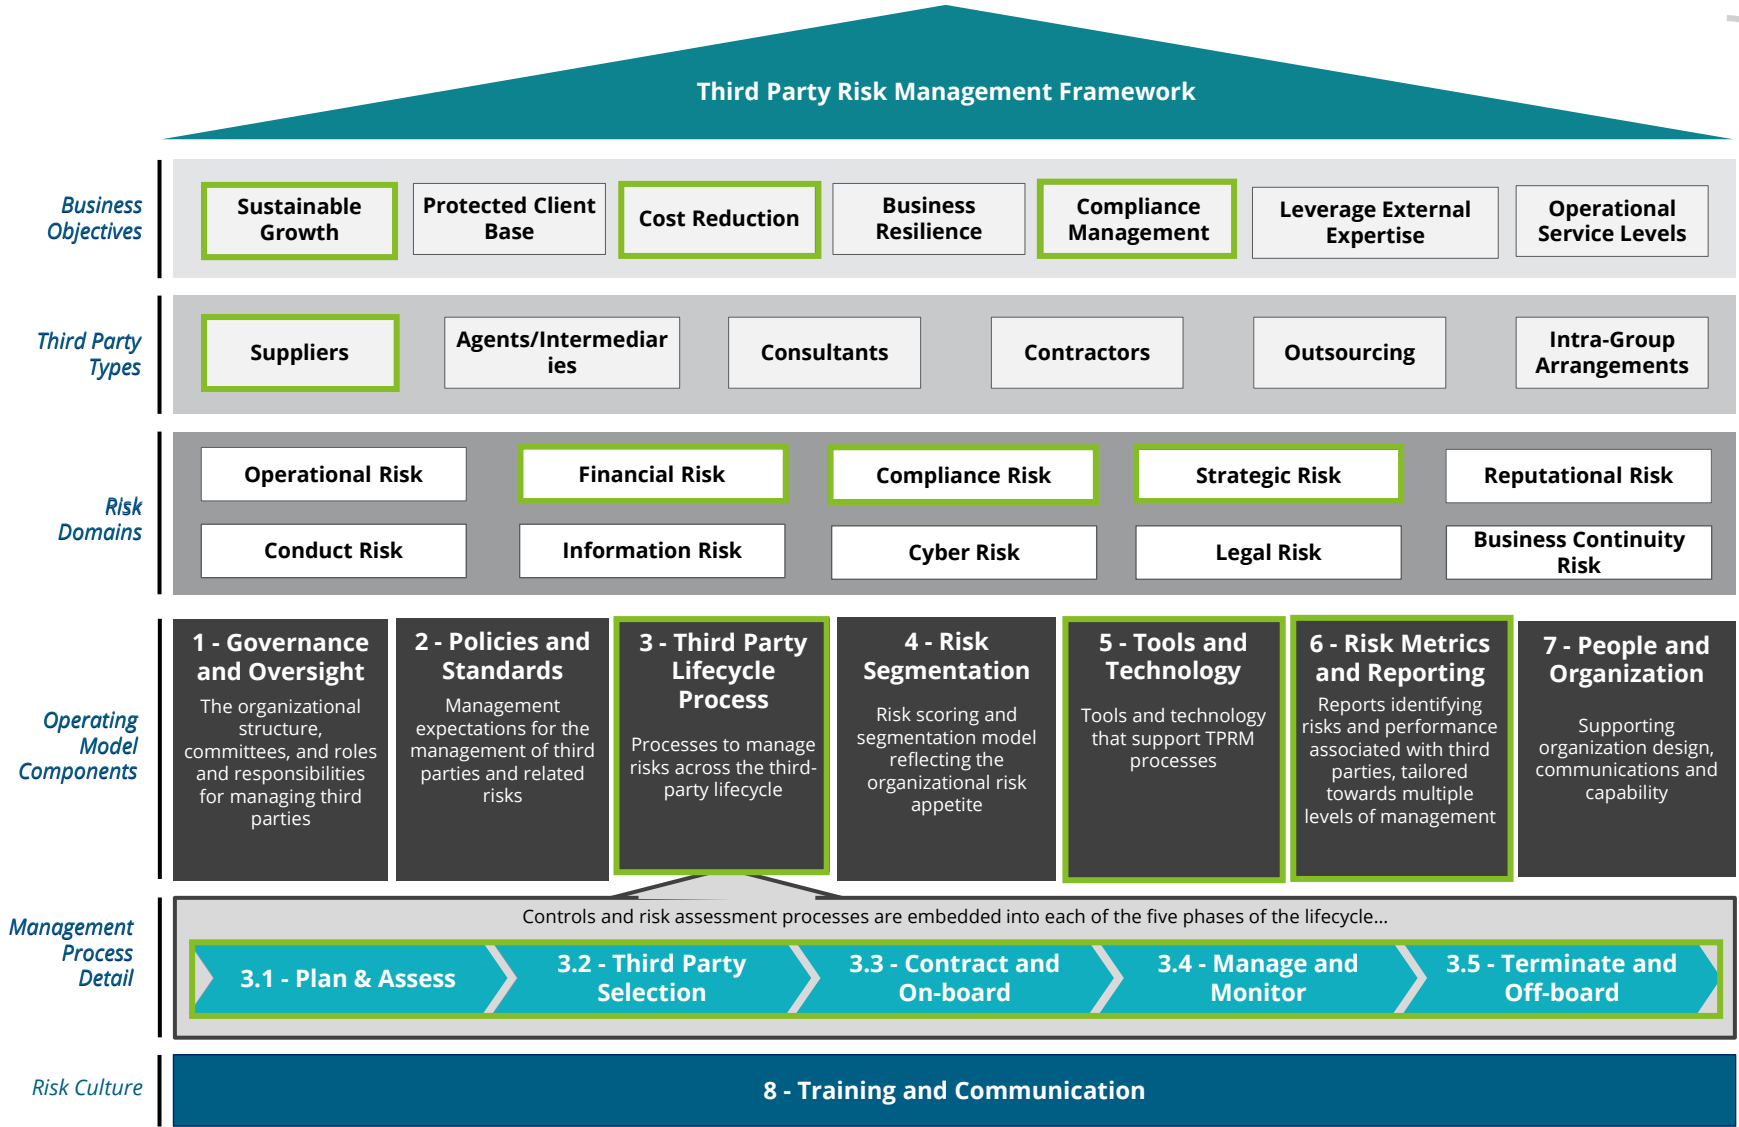 Third Party Risk Management Framework
Business
Objectives
Sustainable
Growth
Protected Client
Base
Cost Reduction
Business
Resilience
Compliance
Management
Leverage External
Expertise
Operational
Service Levels
Third Party
Types
Suppliers
Agents/Intermediar
ies
Consultants
Contractors
Outsourcing
Intra-Group
Arrangements
Risk
Domains
Operational Risk
Financial Risk
Compliance Risk
Strategic Risk
Reputational Risk
Conduct Risk
Information Risk
Cyber Risk
Legal Risk
Business Continuity
Risk
Operating
Model
Components
1 - Governance
and Oversight
The organizational
structure,
committees, and roles
and responsibilities
for managing third
parties
2 - Policies and
Standards
Management
expectations for the
management of third
parties and related
risks
3 - Third Party
Lifecycle
Process
Processes to manage
risks across the third-
party lifecycle
4 - Risk
Segmentation
Risk scoring and
segmentation model
reflecting the
organizational risk
appetite
5 - Tools and
Technology
Tools and technology
that support TPRM
processes
6 - Risk Metrics
and Reporting
Reports identifying
risks and performance
associated with third
parties, tailored
towards multiple
levels of management
7 - People and
Organization
Supporting
organization design,
communications and
capability
Management
Process
Detail
Controls and risk assessment processes are embedded into each of the five phases of the lifecycle...
3.1 - Plan & Assess
3.2 - Third Party
Selection
3.3 - Contract and
On-board
3.4 - Manage and
Monitor
3.5 - Terminate and
Off-board
Risk Culture
8 - Training and Communication